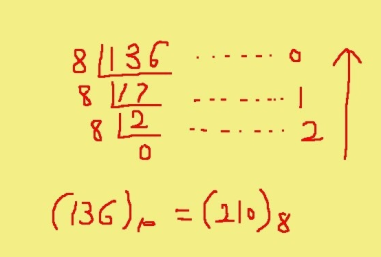 8 136 ------- 0
8 17 ------- 1
8 2 ------- 2
0
(136)₁₀ = (210)₈